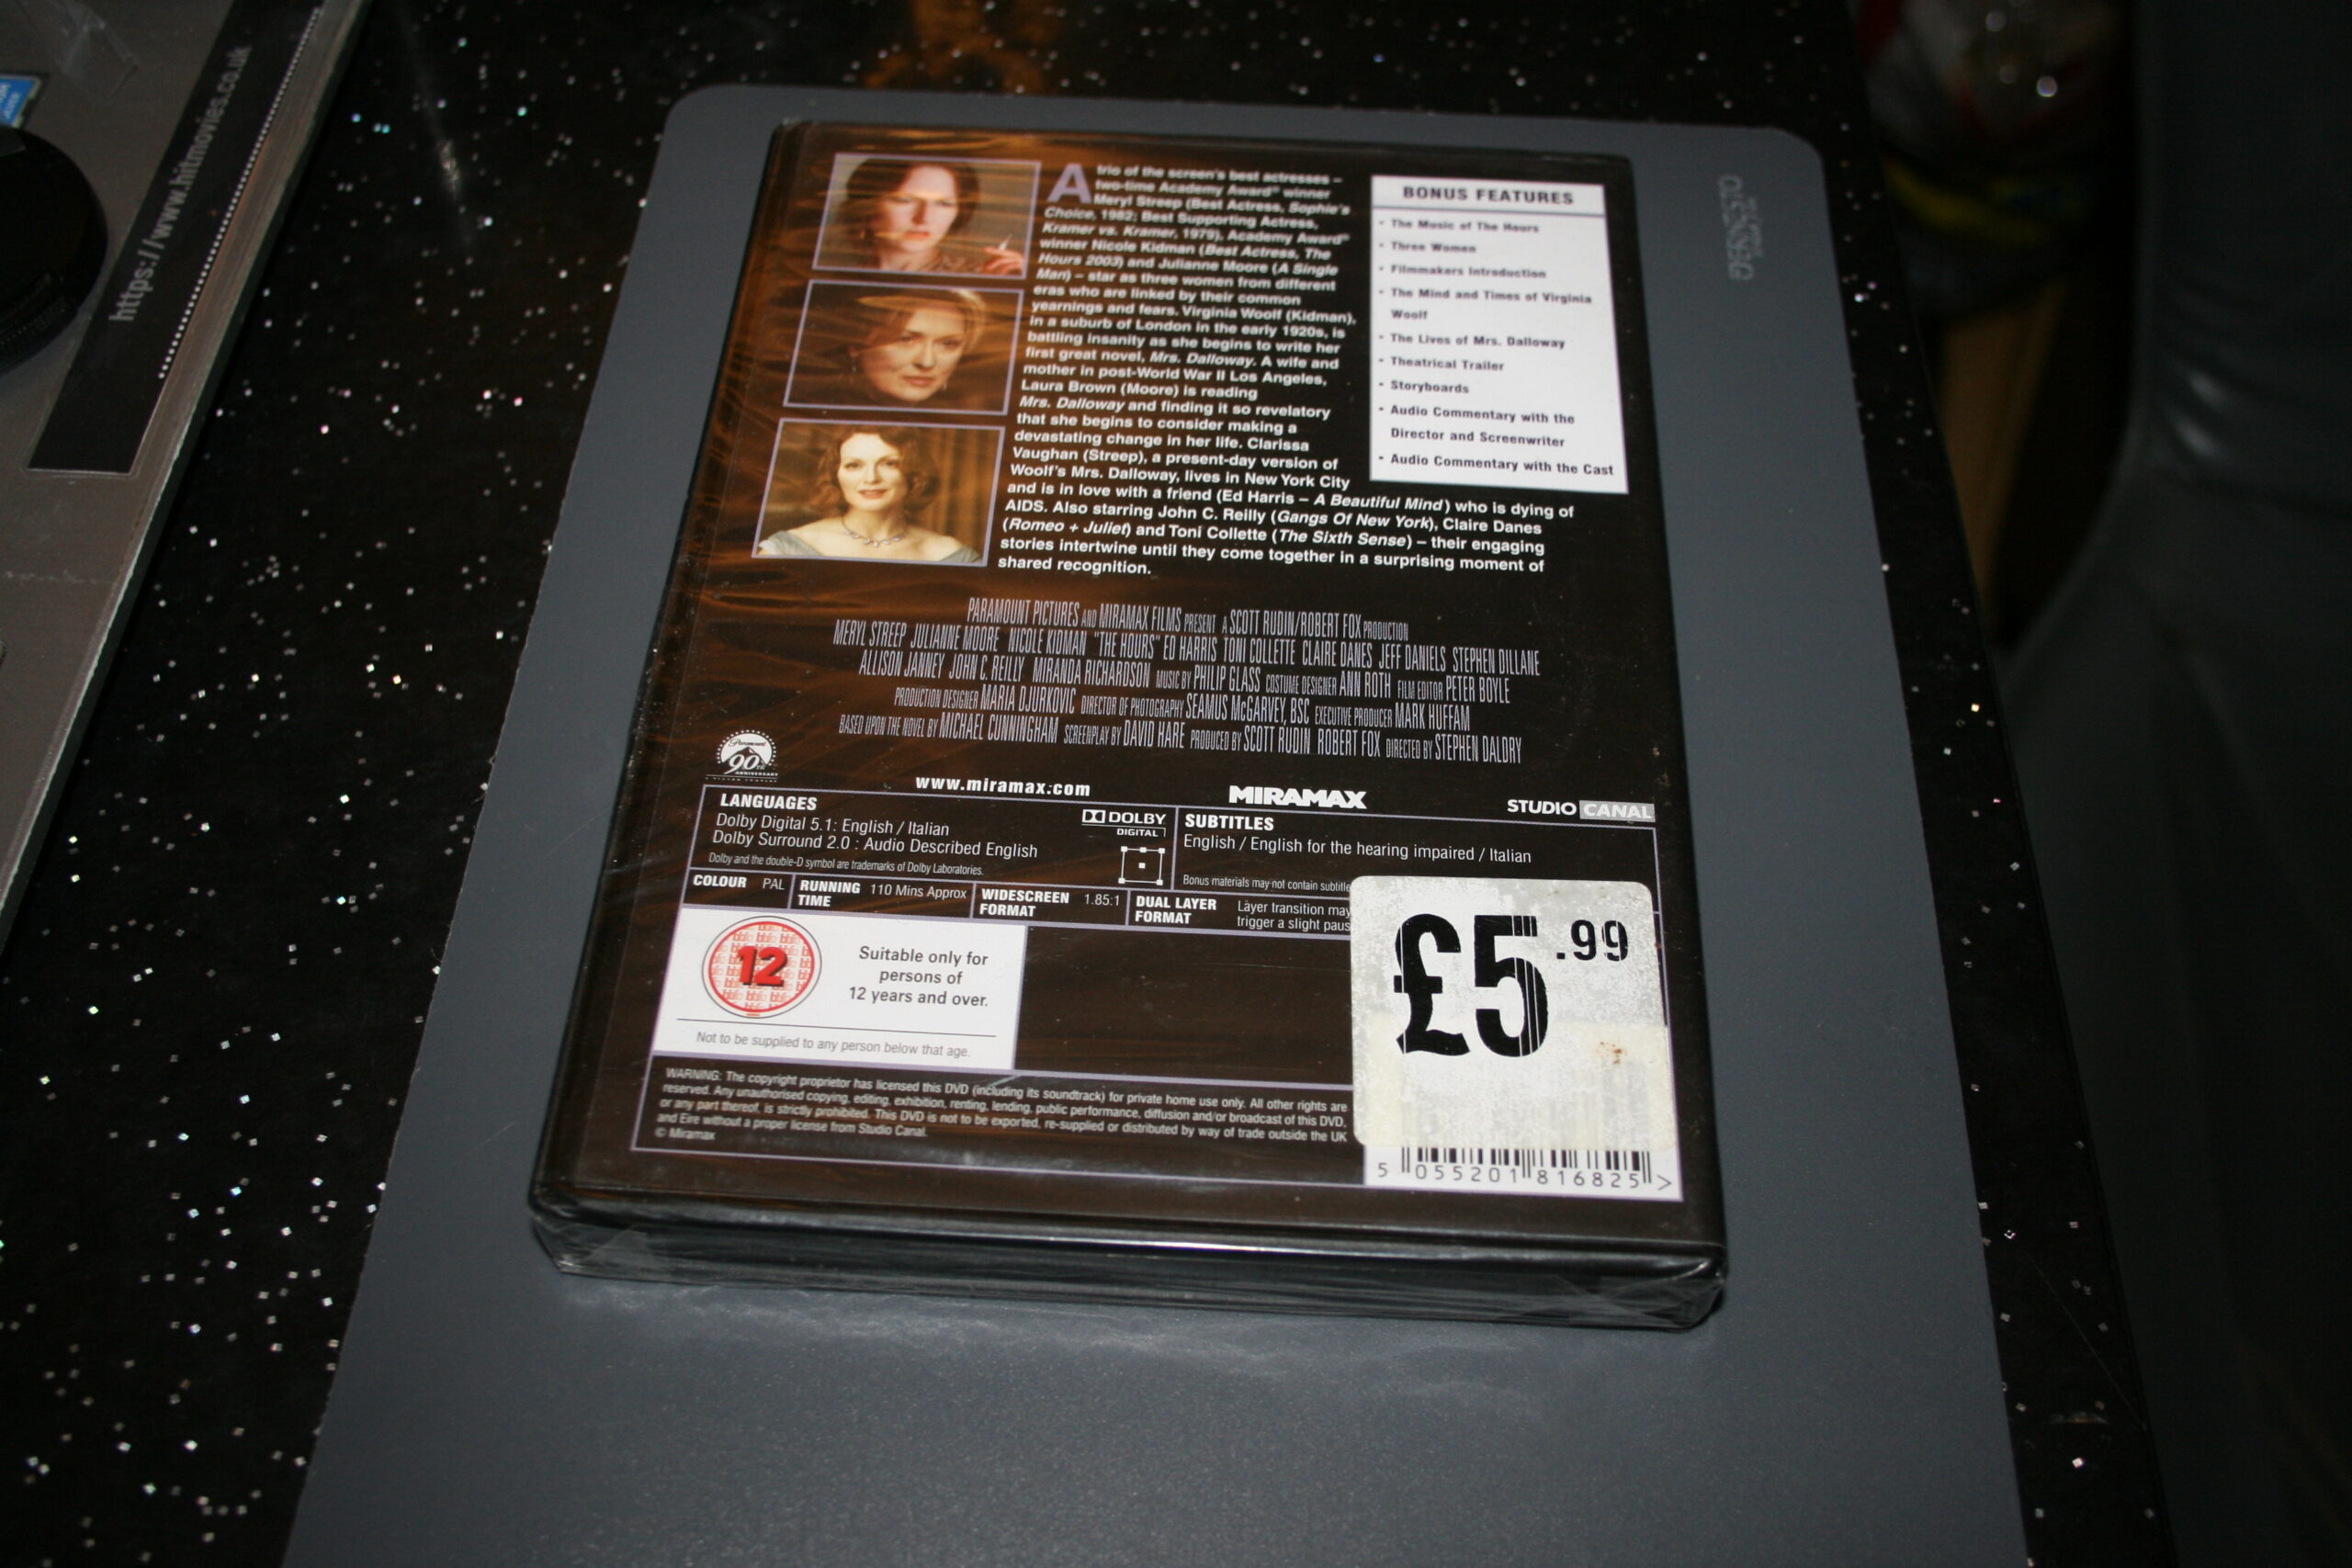 https://www.hitmovies.co.uk
A trio of the screen's best actresses –
two-time Academy Award® winner
Meryl Streep (Best Actress, Sophie's
Choice, 1982; Best Supporting Actress,
Kramer vs. Kramer, 1979), Academy Award®
winner Nicole Kidman (Best Actress, The
Hours 2003) and Julianne Moore (A Single
Man) – star as three women from different
eras who are linked by their common
yearnings and fears. Virginia Woolf (Kidman),
in a suburb of London in the early 1920s, is
battling insanity as she begins to write her
first great novel, Mrs. Dalloway. A wife and
mother in post-World War II Los Angeles,
Laura Brown (Moore) is reading
Mrs. Dalloway and finding it so revelatory
that she begins to consider making a
devastating change in her life. Clarissa
Vaughan (Streep), a present-day version of
Woolf's Mrs. Dalloway, lives in New York City
and is in love with a friend (Ed Harris – A Beautiful Mind) who is dying of
AIDS. Also starring John C. Reilly (Gangs Of New York), Claire Danes
(Romeo + Juliet) and Toni Collette (The Sixth Sense) – their engaging
stories intertwine until they come together in a surprising moment of
shared recognition.
BONUS FEATURES
• The Music of The Hours
• Three Women
• Filmmakers Introduction
• The Mind and Times of Virginia
Woolf
• The Lives of Mrs. Dalloway
• Theatrical Trailer
• Storyboards
• Audio Commentary with the
Director and Screenwriter
• Audio Commentary with the Cast
PARAMOUNT PICTURES AND MIRAMAX FILMS PRESENT A SCOTT RUDIN/ROBERT FOX PRODUCTION
MERYL STREEP JULIANNE MOORE NICOLE KIDMAN "THE HOURS" ED HARRIS TONI COLLETTE CLAIRE DANES JEFF DANIELS STEPHEN DILLANE
ALLISON JANNEY JOHN C. REILLY MIRANDA RICHARDSON MUSIC BY PHILIP GLASS COSTUME DESIGNER ANN ROTH FILM EDITOR PETER BOYLE
PRODUCTION DESIGNER MARIA DJURKOVIC DIRECTOR OF PHOTOGRAPHY SEAMUS McGARVEY, BSC EXECUTIVE PRODUCER MARK HUFFAM
BASED UPON THE NOVEL BY MICHAEL CUNNINGHAM SCREENPLAY BY DAVID HARE PRODUCED BY SCOTT RUDIN ROBERT FOX DIRECTED BY STEPHEN DALDRY
Paramount
90th
ANNIVERSARY
www.miramax.com
MIRAMAX
STUDIO CANAL
LANGUAGES
Dolby Digital 5.1: English / Italian
Dolby Surround 2.0 : Audio Described English
Dolby and the double-D symbol are trademarks of Dolby Laboratories.
DOLBY
DIGITAL
SUBTITLES
English / English for the hearing impaired / Italian
Bonus materials may not contain subtitle
COLOUR PAL
RUNNING TIME 110 Mins Approx
WIDESCREEN FORMAT 1.85:1
DUAL LAYER FORMAT
Layer transition may
trigger a slight paus
12
Suitable only for
persons of
12 years and over.
Not to be supplied to any person below that age.
£5.99
WARNING: The copyright proprietor has licensed this DVD (including its soundtrack) for private home use only. All other rights are
reserved. Any unauthorised copying, editing, exhibition, renting, lending, public performance, diffusion and/or broadcast of this DVD,
or any part thereof, is strictly prohibited. This DVD is not to be exported, re-supplied or distributed by way of trade outside the UK
and Eire without a proper license from Studio Canal.
© Miramax
5 055201 816825 >